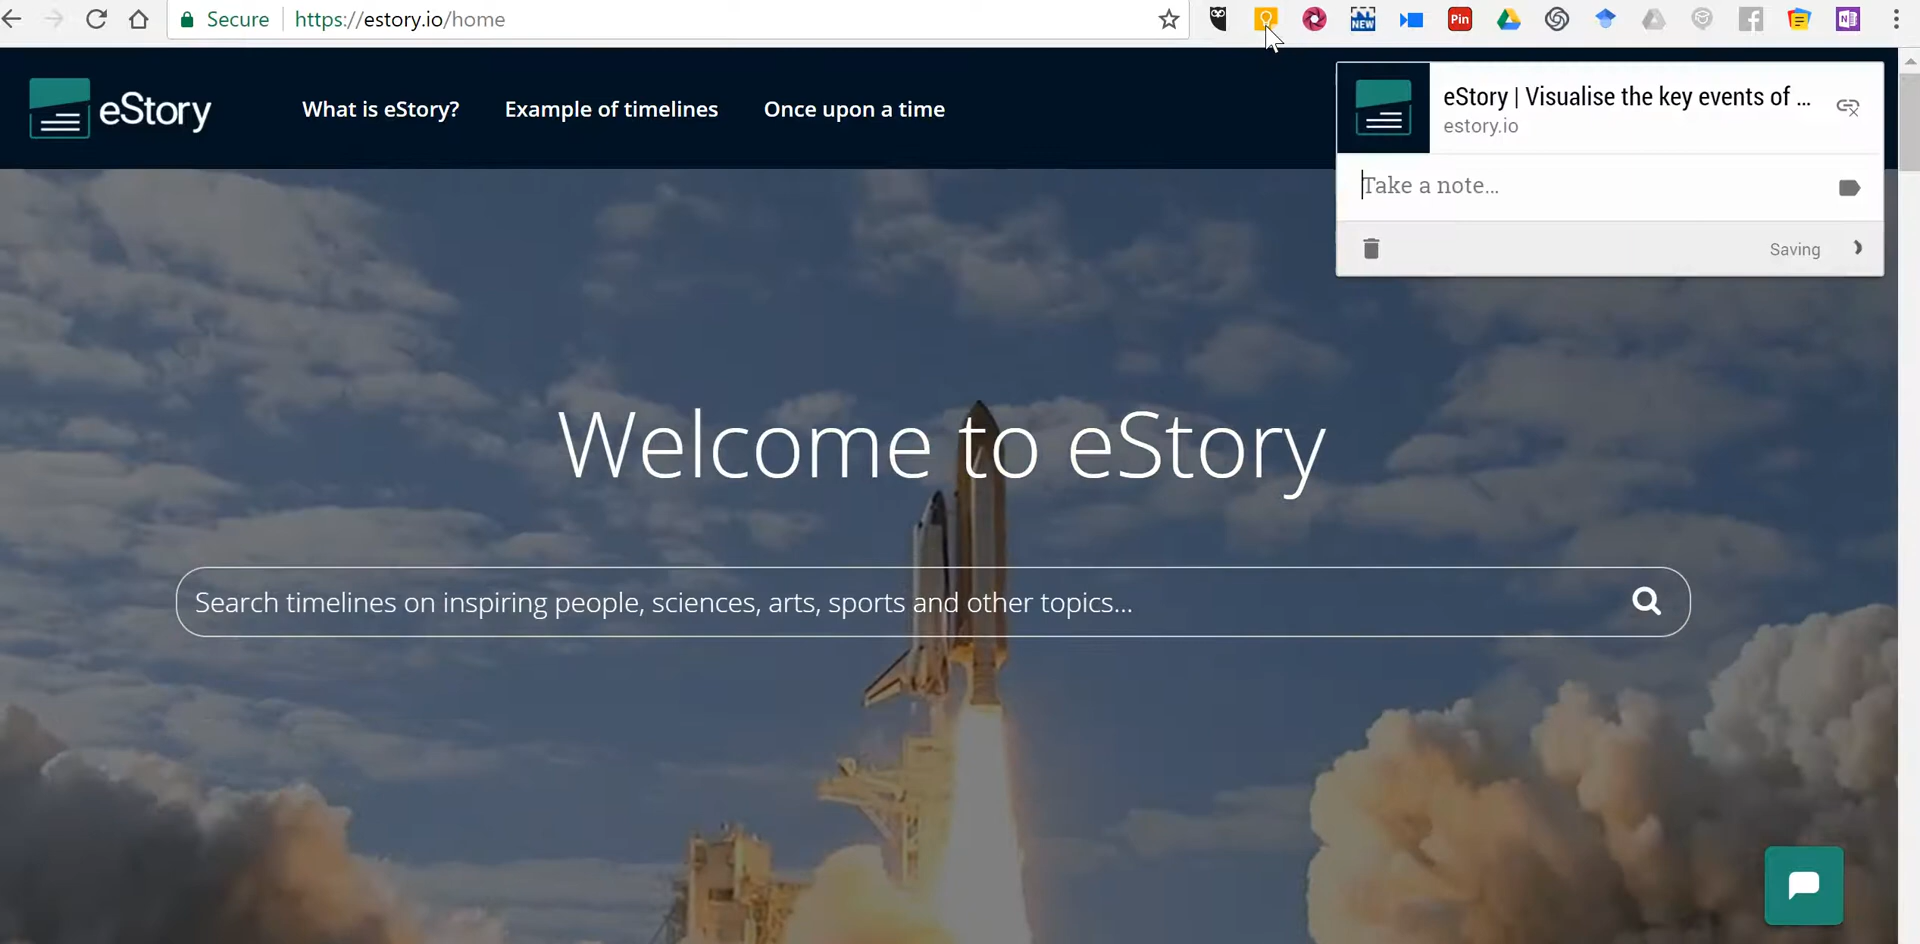 Secure https://estory.io/home
NEW
Pin
N
eStory
What is eStory? Example of timelines Once upon a time
eStory | Visualise the key events of ...
estory.io
Take a note...
Saving
Welcome to eStory
Search timelines on inspiring people, sciences, arts, sports and other topics...